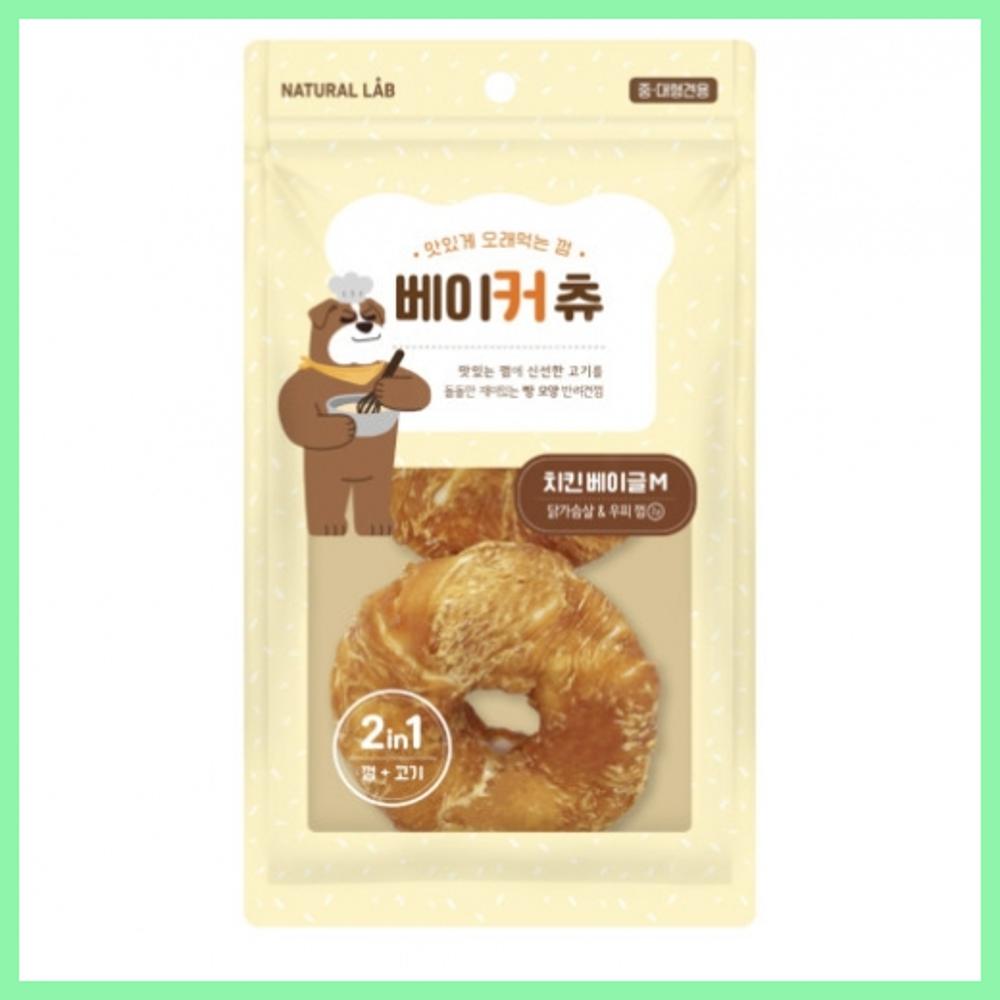 NATURAL LAB
중·대형견용
• 맛있게 오래먹는 껌 •
베이커츄
맛있는 껌에 신선한 고기를
돌돌만 재미있는 빵 모양 반려견껌
치킨베이글M
닭가슴살 & 우피 껌
2in1
껌 + 고기